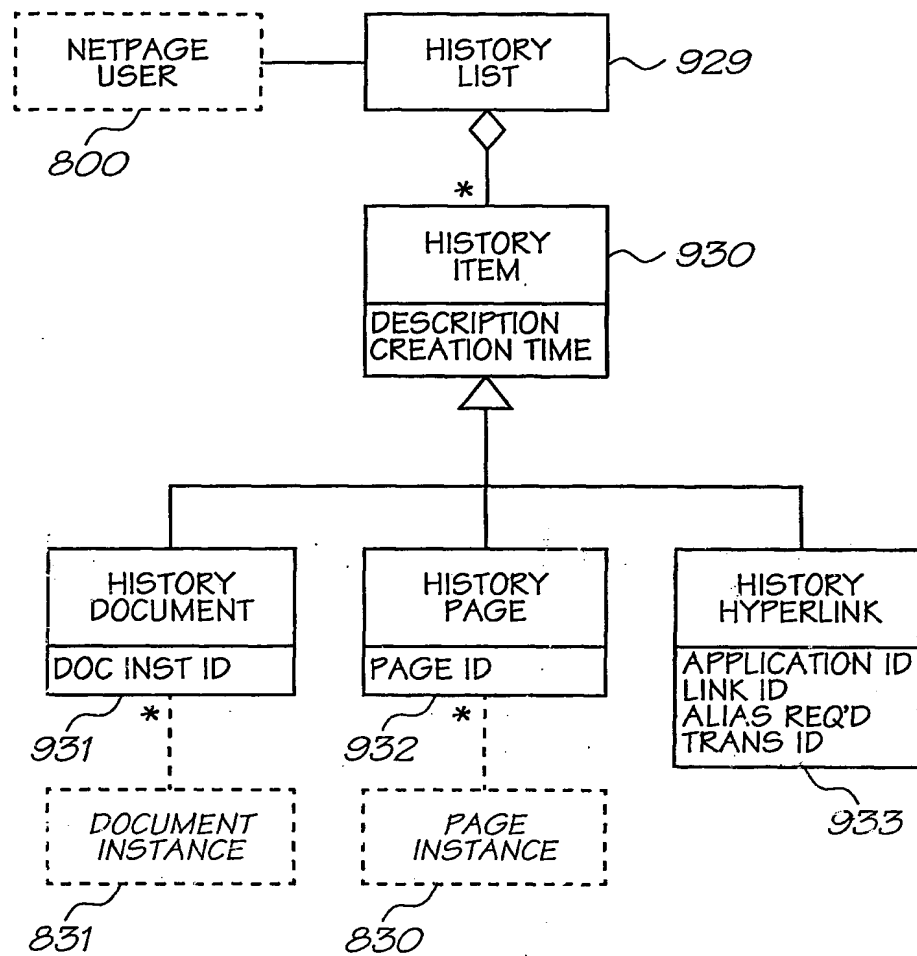 NETPAGE
USER
800
HISTORY
LIST
929
*
HISTORY
ITEM
930
DESCRIPTION
CREATION TIME
HISTORY
DOCUMENT
DOC INST ID
931
*
DOCUMENT
INSTANCE
831
HISTORY
PAGE
PAGE ID
932
*
PAGE
INSTANCE
830
HISTORY
HYPERLINK
APPLICATION ID
LINK ID
ALIAS REQ'D
TRANS ID
933